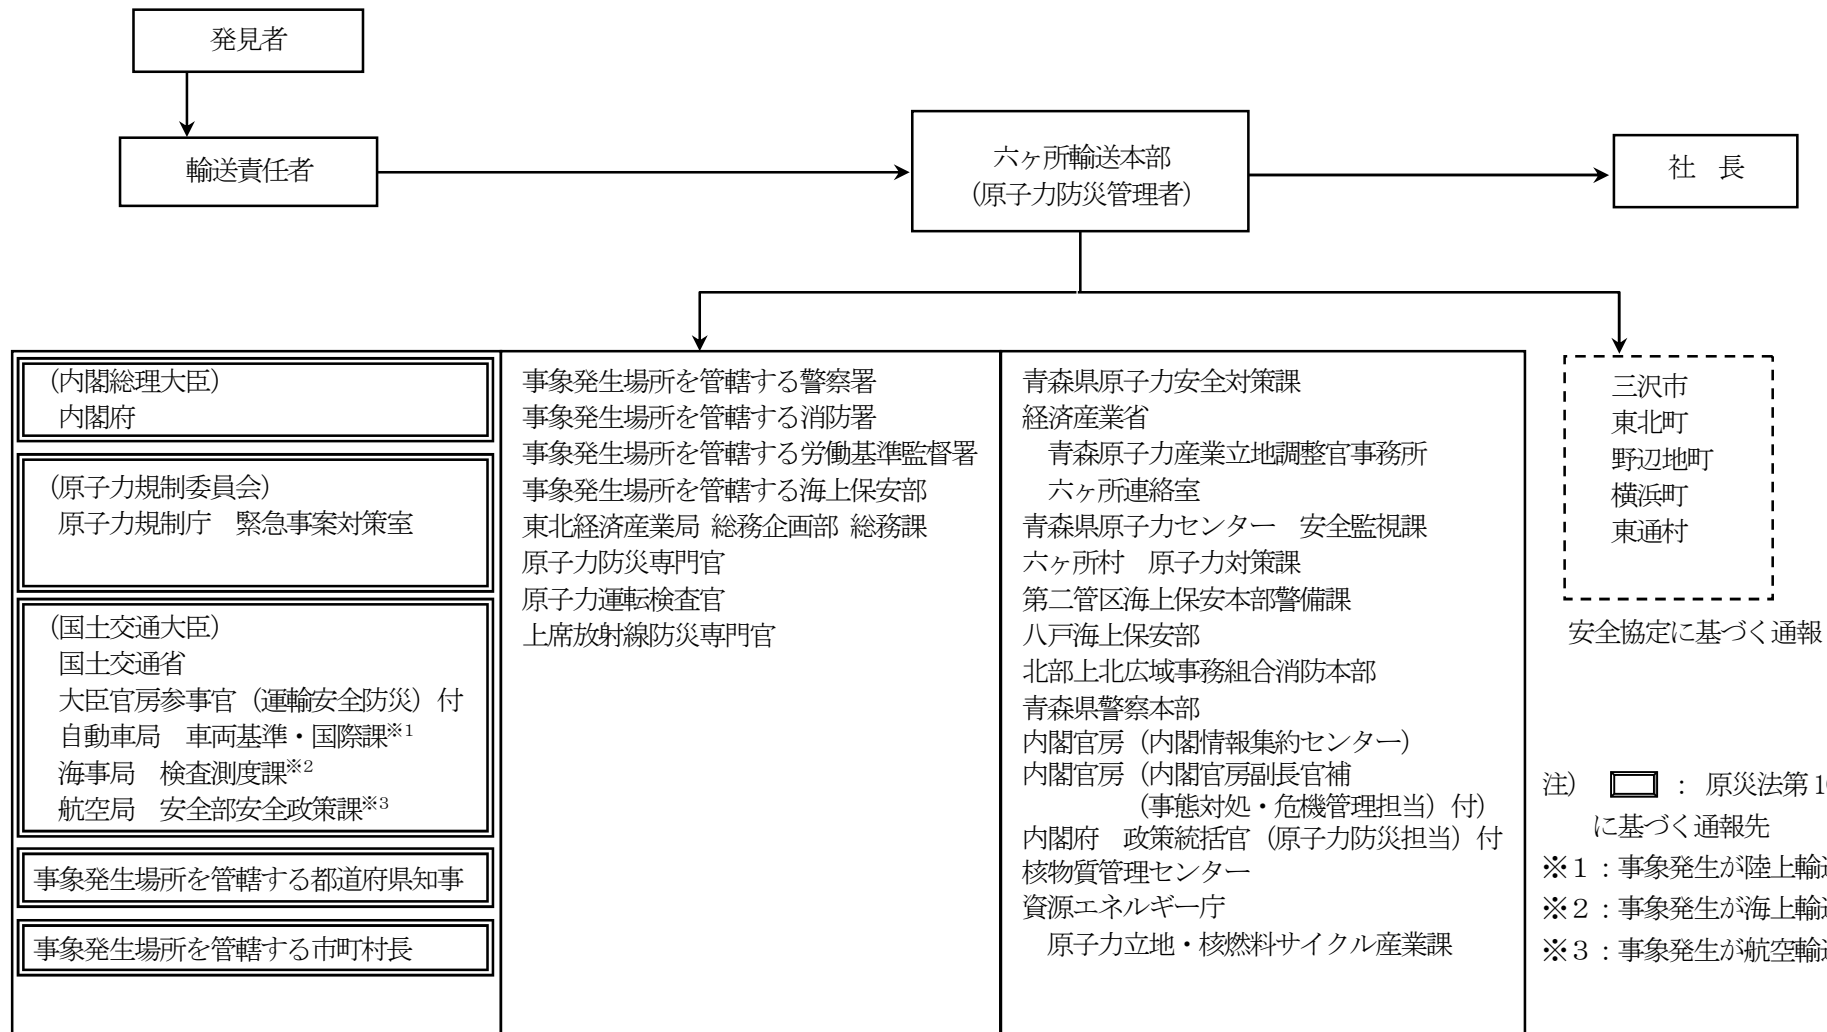 発見者
輸送責任者
六ヶ所輸送本部
(原子力防災管理者)
社　長
(内閣総理大臣)
内閣府
(原子力規制委員会)
原子力規制庁　緊急事案対策室
(国土交通大臣)
国土交通省
大臣官房参事官（運輸安全防災）付
自動車局　車両基準・国際課※1
海事局　検査測度課※2
航空局　安全部安全政策課※3
事象発生場所を管轄する都道府県知事
事象発生場所を管轄する市町村長
事象発生場所を管轄する警察署
事象発生場所を管轄する消防署
事象発生場所を管轄する労働基準監督署
事象発生場所を管轄する海上保安部
東北経済産業局 総務企画部 総務課
原子力防災専門官
原子力運転検査官
上席放射線防災専門官
青森県原子力安全対策課
経済産業省
青森原子力産業立地調整官事務所
六ヶ所連絡室
青森県原子力センター　安全監視課
六ヶ所村　原子力対策課
第二管区海上保安本部警備課
八戸海上保安部
北部上北広域事務組合消防本部
青森県警察本部
内閣官房（内閣情報集約センター）
内閣官房（内閣官房副長官補
（事態対処・危機管理担当）付）
内閣府　政策統括官（原子力防災担当）付
核物質管理センター
資源エネルギー庁
原子力立地・核燃料サイクル産業課
三沢市
東北町
野辺地町
横浜町
東通村
安全協定に基づく通報
注)　　：　原災法第1
に基づく通報先
※１：事象発生が陸上輸
※２：事象発生が海上輸
※３：事象発生が航空輸